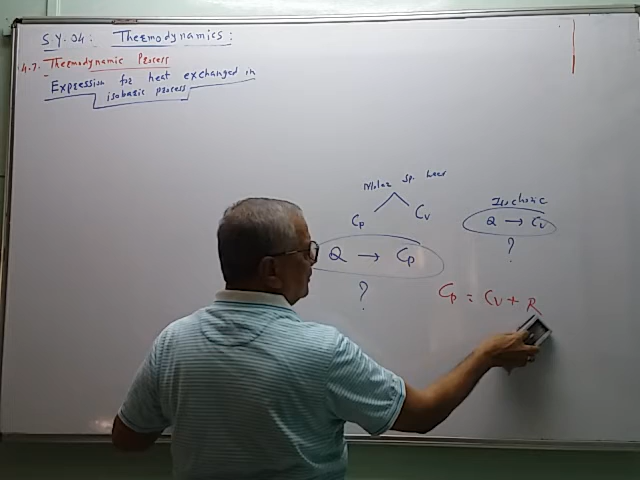 S.Y. 04: Thermodynamics:
4.7. Thermodynamic Process
Expression for heat exchanged in
isobaric process
Molar sp. heat
Cp Cv
Q → Cp
?
Isochoric
Q → Cv
?
Cp = Cv + R